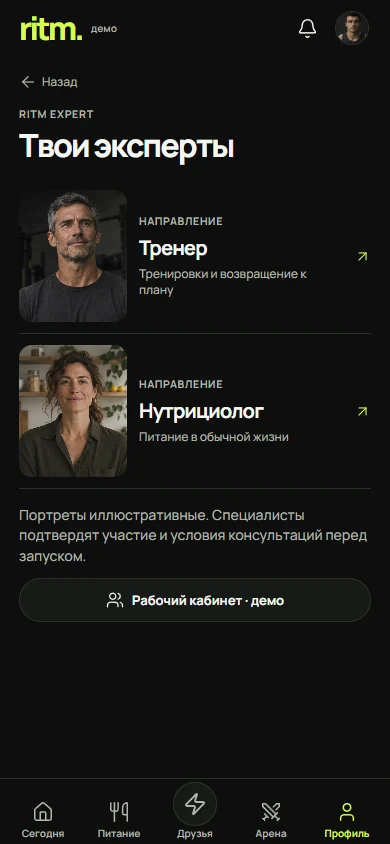 ritm. демо
Назад
RITM EXPERT
Твои эксперты
НАПРАВЛЕНИЕ
Тренер
Тренировки и возвращение к
плану
НАПРАВЛЕНИЕ
Нутрициолог
Питание в обычной жизни
Портреты иллюстративные. Специалисты
подтвердят участие и условия консультаций перед
запуском.
Рабочий кабинет · демо
Сегодня Питание Друзья Арена Профиль